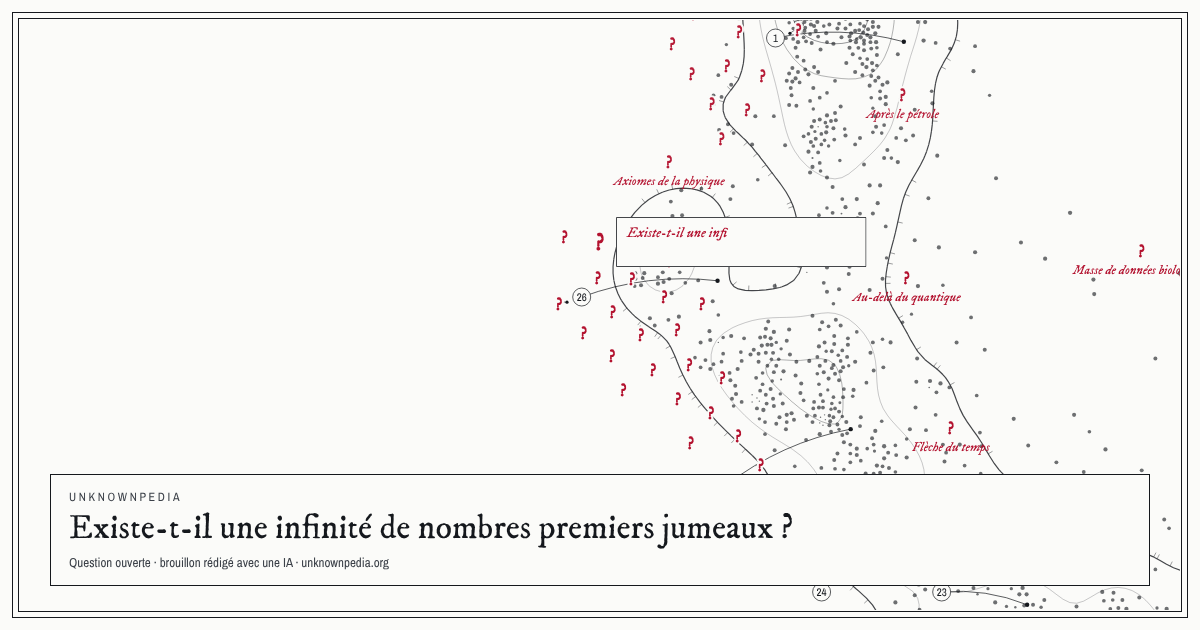 1
Après le pétrole
Axiomes de la physique
Existe-t-il une infi
Masse de données biolo
26
Au-delà du quantique
Flèche du temps
UNKNOWNPEDIA
Existe-t-il une infinité de nombres premiers jumeaux ?
Question ouverte · brouillon rédigé avec une IA · unknownpedia.org
24
23